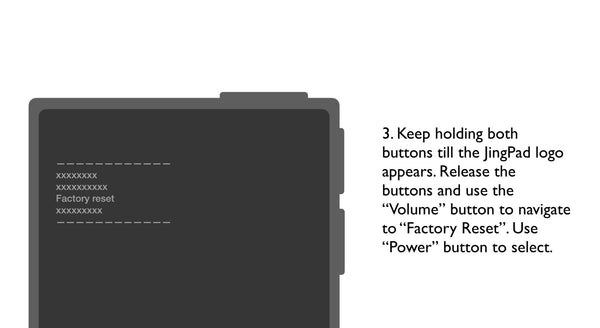 — — — — — — — — — — — —
xxxxxxxx
xxxxxxxxxx
Factory reset
xxxxxxxxx
— — — — — — — — — — — —
3. Keep holding both
buttons till the JingPad logo
appears. Release the
buttons and use the
“Volume” button to navigate
to “Factory Reset”. Use
“Power” button to select.